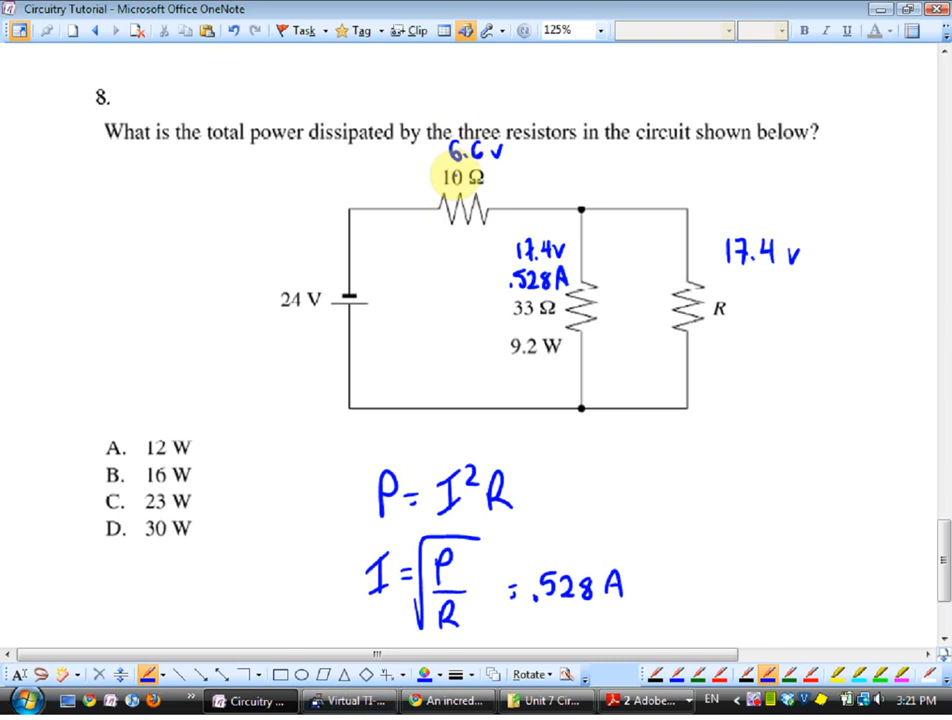 Circuitry Tutorial - Microsoft Office OneNote
Task Tag Clip 125% B I U A
8.
What is the total power dissipated by the three resistors in the circuit shown below?
6.6 v
10 Ω
17.4v
17.4 v
.528A
24 V
33 Ω
R
9.2 W
A. 12 W
B. 16 W
C. 23 W
D. 30 W
P = I²R
I = √P/R = .528 A
Rotate
Circuitry ... Virtual TI-... An incred... Unit 7 Cir... 2 Adobe... EN 3:21 PM